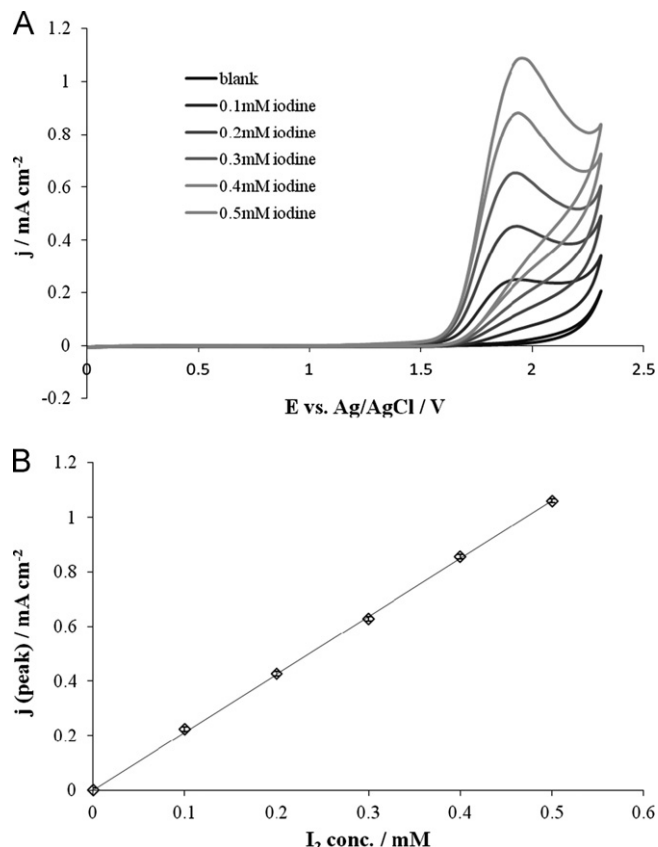 A
1.2
1
0.8
0.6
0.4
0.2
0
-0.2
j / mA cm-2
blank
0.1mM iodine
0.2mM iodine
0.3mM iodine
0.4mM iodine
0.5mM iodine
0 0.5 1 1.5 2 2.5
E vs. Ag/AgCl / V
B
1.2
1
0.8
0.6
0.4
0.2
0
j (peak) / mA cm-2
0 0.1 0.2 0.3 0.4 0.5 0.6
I2 conc. / mM